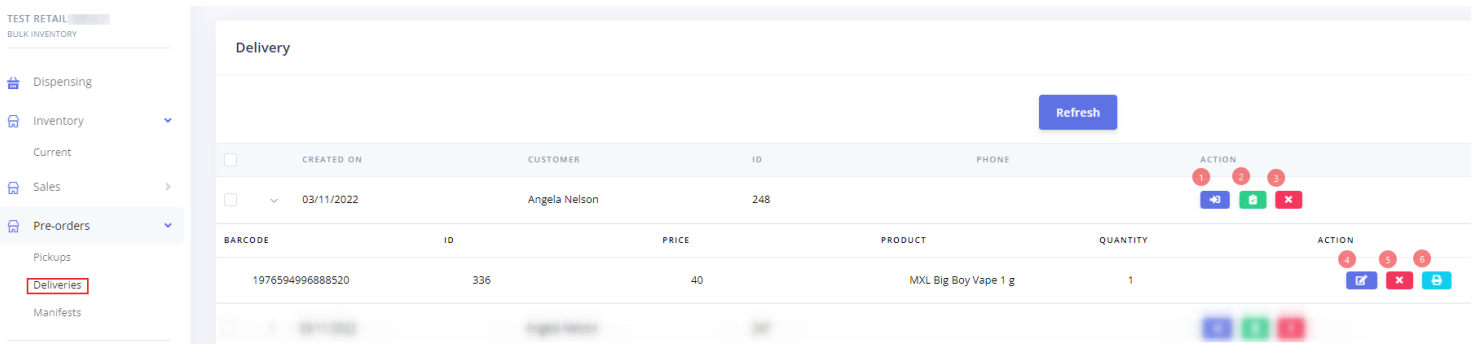 TEST RETAIL
BULK INVENTORY
Dispensing
Inventory
Current
Sales
Pre-orders
Pickups
Deliveries
Manifests
Delivery
Refresh
CREATED ON CUSTOMER ID PHONE ACTION
1 2 3
03/11/2022 Angela Nelson 248
BARCODE ID PRICE PRODUCT QUANTITY ACTION
4 5 6
1976594996888520 336 40 MXL Big Boy Vape 1 g 1